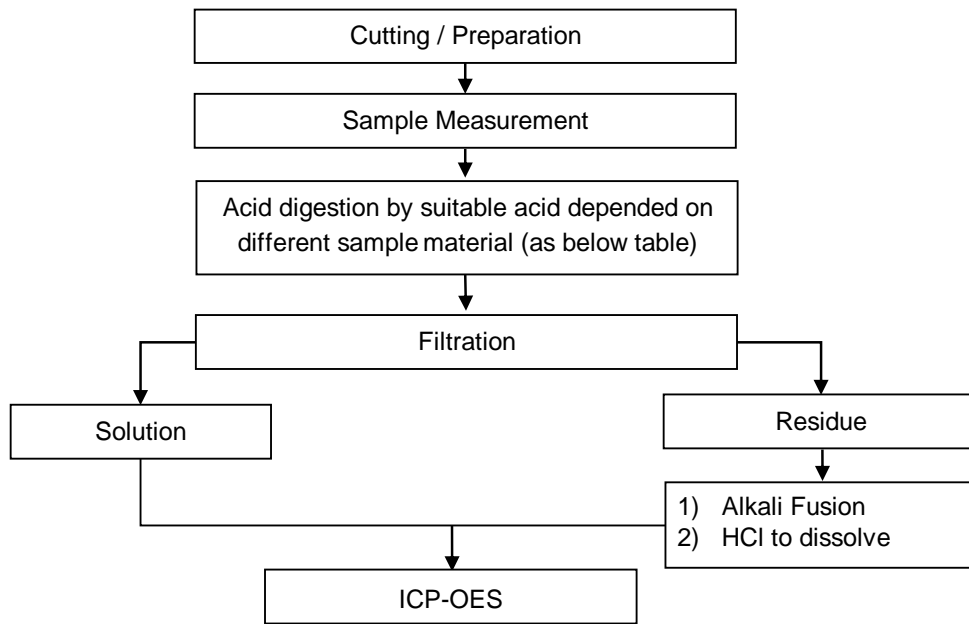 Cutting / Preparation
Sample Measurement
Acid digestion by suitable acid depended on
different sample material (as below table)
Filtration
Solution
Residue
1) Alkali Fusion
2) HCl to dissolve
ICP-OES